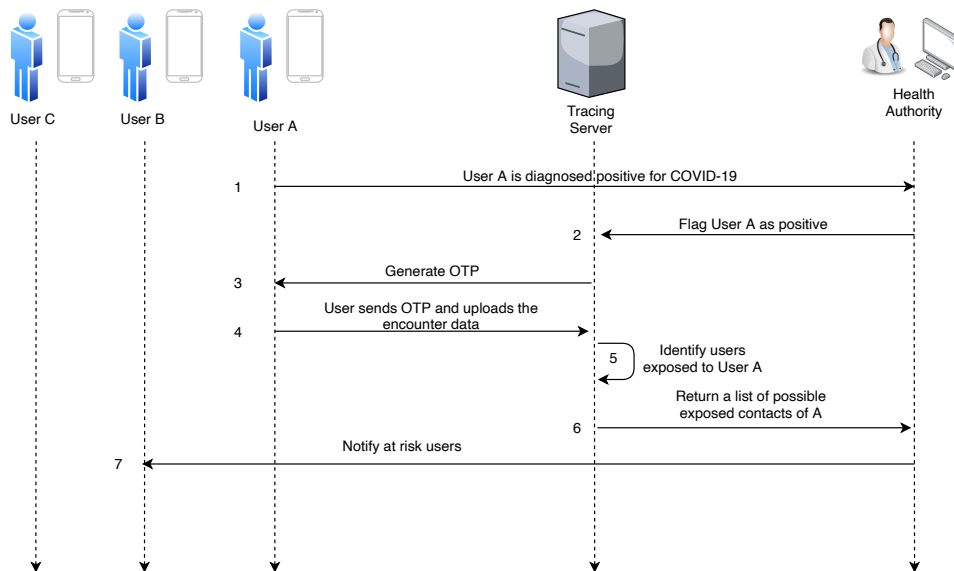 User C
User B
User A
Tracing
Server
Health
Authority
1
User A is diagnosed positive for COVID-19
2
Flag User A as positive
3
Generate OTP
4
User sends OTP and uploads the
encounter data
5
Identify users
exposed to User A
6
Return a list of possible
exposed contacts of A
7
Notify at risk users